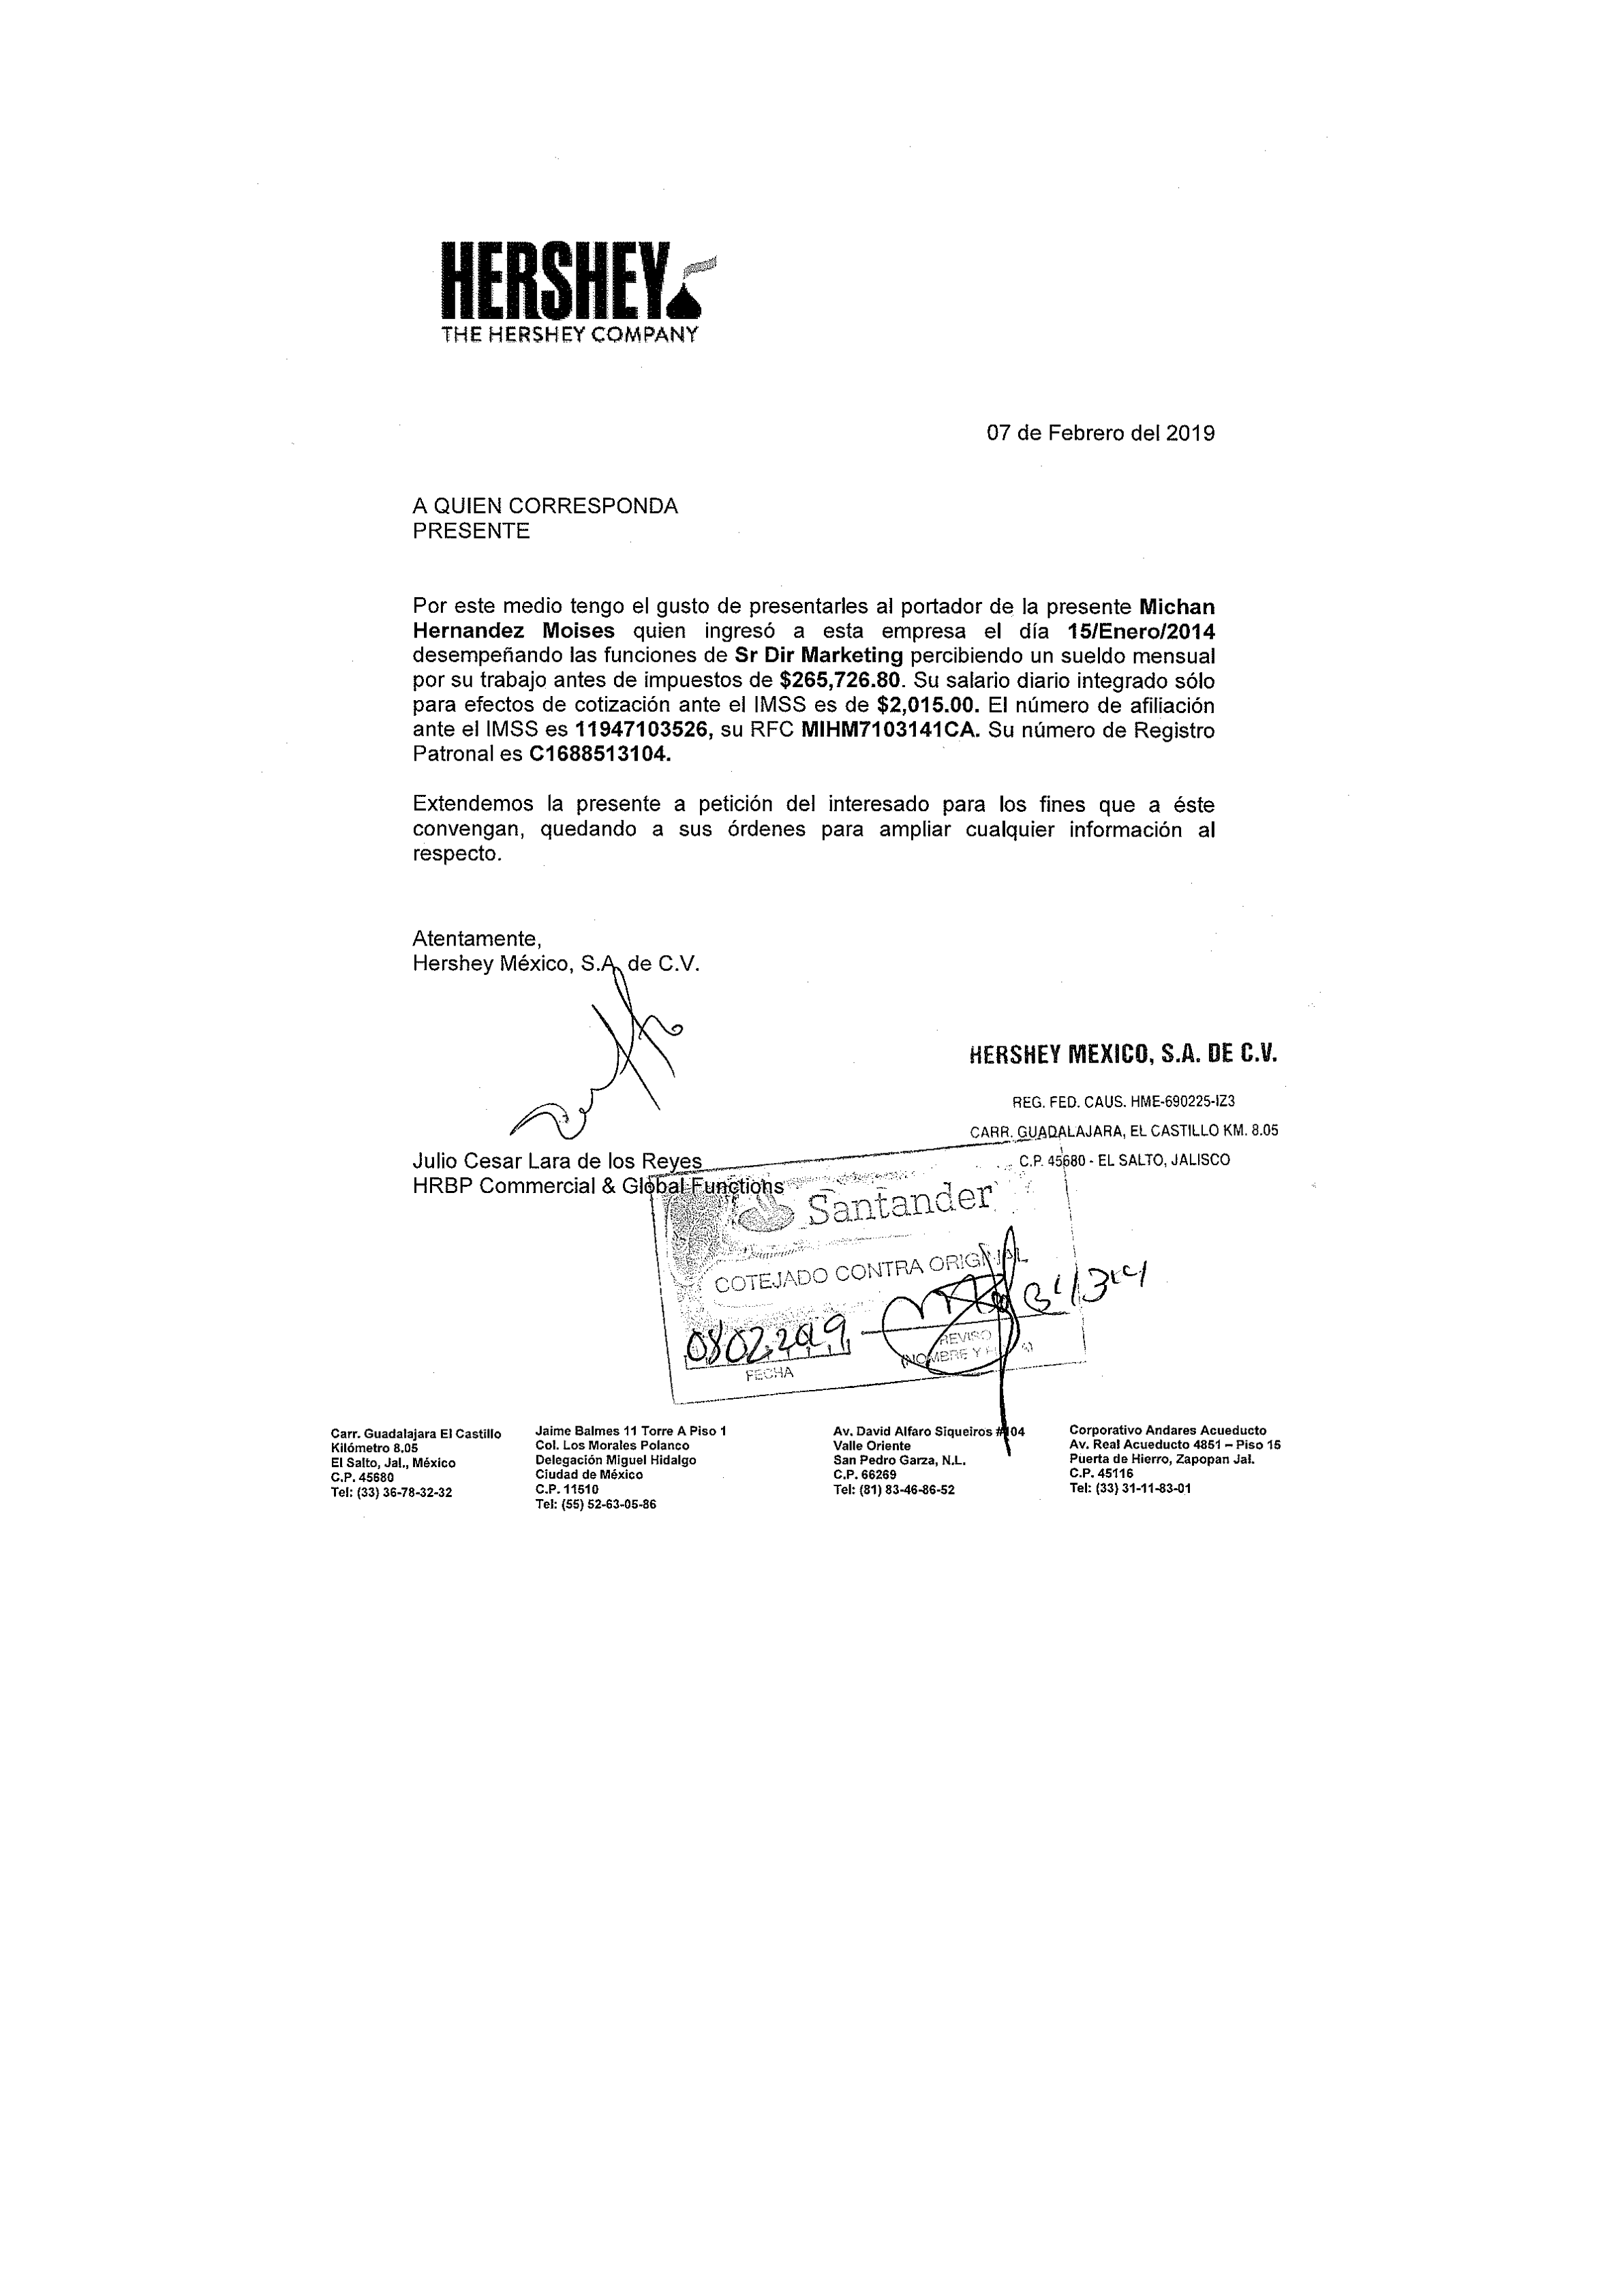 HERSHEY
THE HERSHEY COMPANY
07 de Febrero del 2019
A QUIEN CORRESPONDA
PRESENTE
Por este medio tengo el gusto de presentarles al portador de la presente Michan
Hernandez Moises quien ingresó a esta empresa el día 15/Enero/2014
desempeñando las funciones de Sr Dir Marketing percibiendo un sueldo mensual
por su trabajo antes de impuestos de $265,726.80. Su salario diario integrado sólo
para efectos de cotización ante el IMSS es de $2,015.00. El número de afiliación
ante el IMSS es 11947103526, su RFC MIHM7103141CA. Su número de Registro
Patronal es C1688513104.
Extendemos la presente a petición del interesado para los fines que a éste
convengan, quedando a sus órdenes para ampliar cualquier información al
respecto.
Atentamente,
Hershey México, S.A. de C.V.
HERSHEY MEXICO, S.A. DE C.V.
REG. FED. CAUS. HME-690225-IZ3
CARR. GUADALAJARA, EL CASTILLO KM. 8.05
C.P. 45680 - EL SALTO, JALISCO
Julio Cesar Lara de los Reyes
HRBP Commercial & Global Functions
Santander
COTEJADO CONTRA ORIGINAL
08022019
FECHA
REVISO
Carr. Guadalajara El Castillo
Kilómetro 8.05
El Salto, Jal., México
C.P. 45680
Tel: (33) 36-78-32-32
Jaime Balmes 11 Torre A Piso 1
Col. Los Morales Polanco
Delegación Miguel Hidalgo
Ciudad de México
C.P. 11510
Tel: (55) 52-63-05-86
Av. David Alfaro Siqueiros #104
Valle Oriente
San Pedro Garza, N.L.
C.P. 66269
Tel: (81) 83-46-86-52
Corporativo Andares Acueducto
Av. Real Acueducto 4851 – Piso 15
Puerta de Hierro, Zapopan Jal.
C.P. 45116
Tel: (33) 31-11-83-01